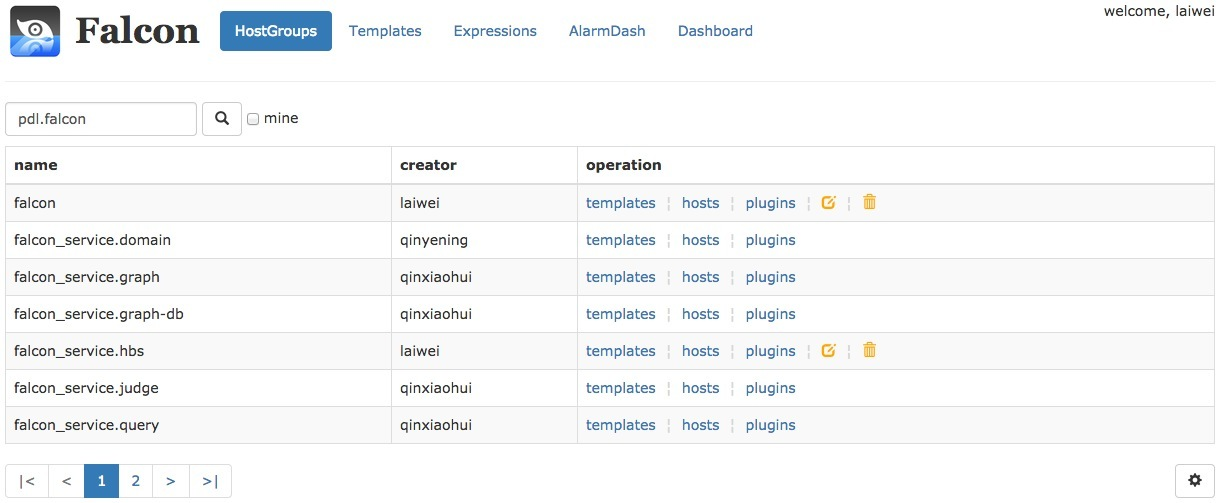 Falcon HostGroups Templates Expressions AlarmDash Dashboard welcome, laiwei
pdl.falcon mine
name creator operation
falcon laiwei templates ¦ hosts ¦ plugins ¦ ¦
falcon_service.domain qinyening templates ¦ hosts ¦ plugins
falcon_service.graph qinxiaohui templates ¦ hosts ¦ plugins
falcon_service.graph-db qinxiaohui templates ¦ hosts ¦ plugins
falcon_service.hbs laiwei templates ¦ hosts ¦ plugins ¦ ¦
falcon_service.judge qinxiaohui templates ¦ hosts ¦ plugins
falcon_service.query qinxiaohui templates ¦ hosts ¦ plugins
|< < 1 2 > >|